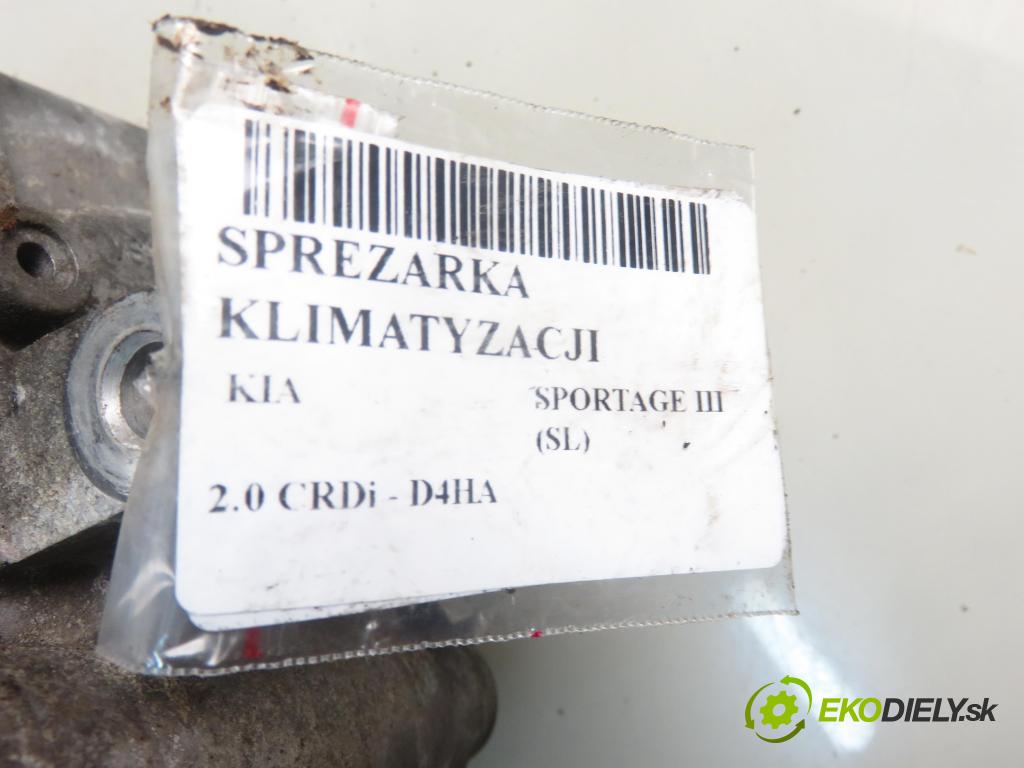 SPREZARKA
KLIMATYZACJI
KIA SPORTAGE III
(SL)
2.0 CRDi - D4HA
EKODIELY.sk